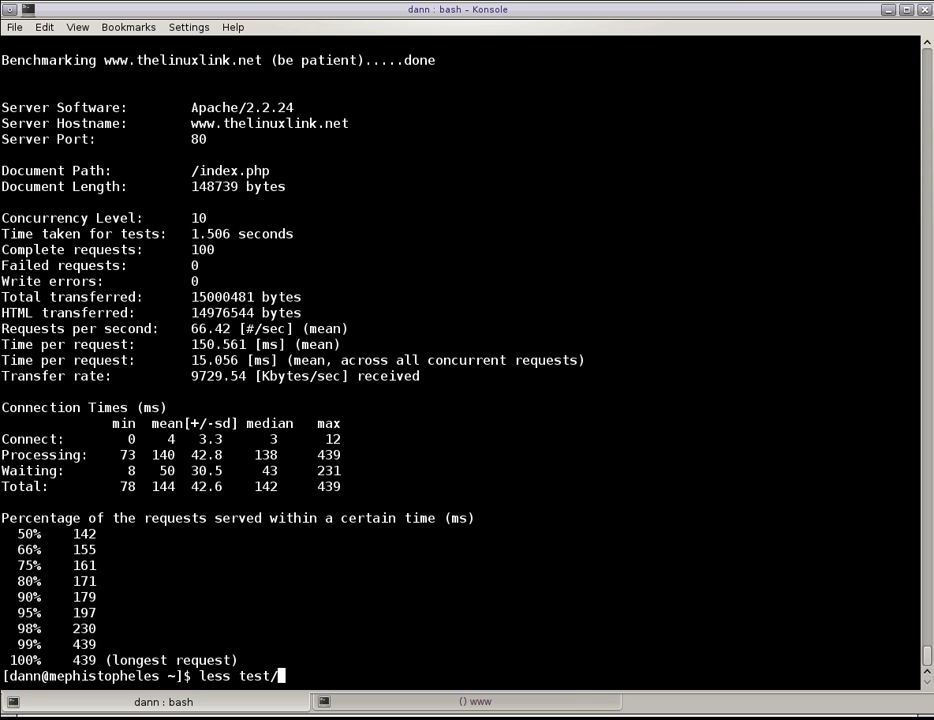 dann : bash – Konsole
File Edit View Bookmarks Settings Help
Benchmarking www.thelinuxlink.net (be patient).....done
Server Software: Apache/2.2.24
Server Hostname: www.thelinuxlink.net
Server Port: 80
Document Path: /index.php
Document Length: 148739 bytes
Concurrency Level: 10
Time taken for tests: 1.506 seconds
Complete requests: 100
Failed requests: 0
Write errors: 0
Total transferred: 15000481 bytes
HTML transferred: 14976544 bytes
Requests per second: 66.42 [#/sec] (mean)
Time per request: 150.561 [ms] (mean)
Time per request: 15.056 [ms] (mean, across all concurrent requests)
Transfer rate: 9729.54 [Kbytes/sec] received
Connection Times (ms)
min mean[+/-sd] median max
Connect: 0 4 3.3 3 12
Processing: 73 140 42.8 138 439
Waiting: 8 50 30.5 43 231
Total: 78 144 42.6 142 439
Percentage of the requests served within a certain time (ms)
50% 142
66% 155
75% 161
80% 171
90% 179
95% 197
98% 230
99% 439
100% 439 (longest request)
[dann@mephistopheles ~]$ less test/
dann : bash
() www